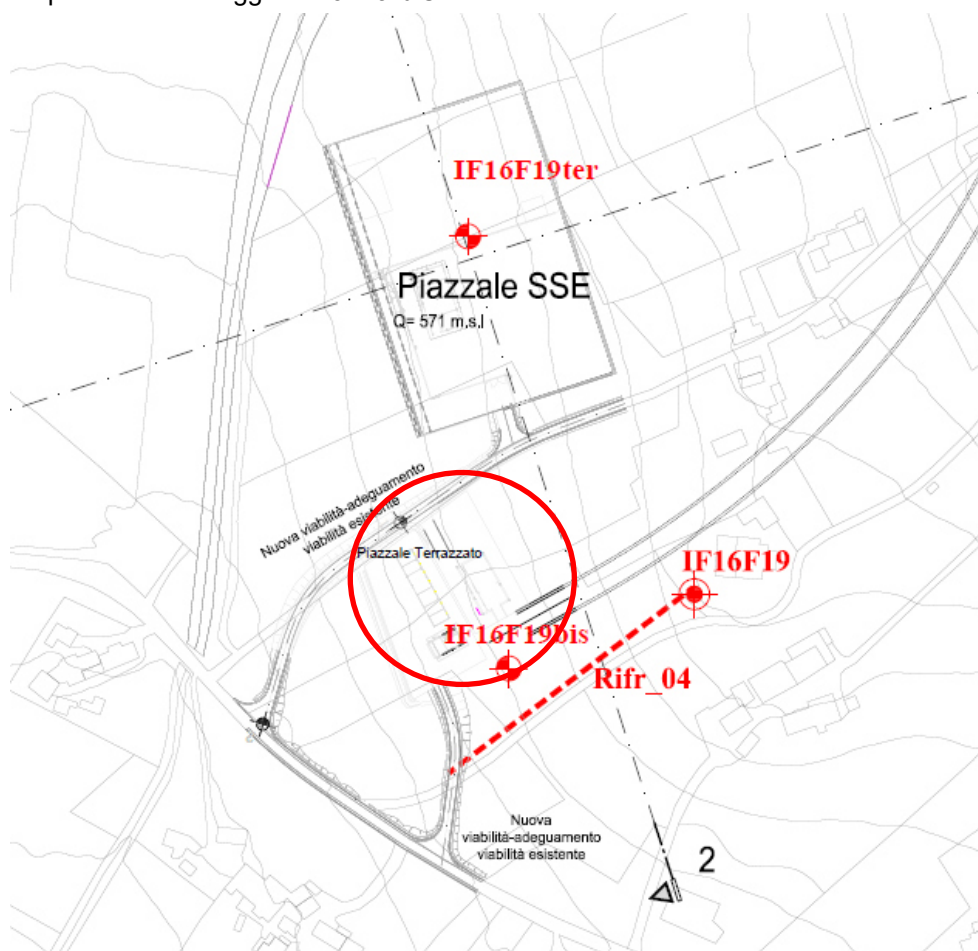 IF16F19ter
Piazzale SSE
Q= 571 m.s.l
Nuova viabilità-adeguamento
viabilità esistente
Piazzale Terrazzato
IF16F19
IF16F19bis
Rifr_04
Nuova
viabilità-adeguamento
viabilità esistente
2